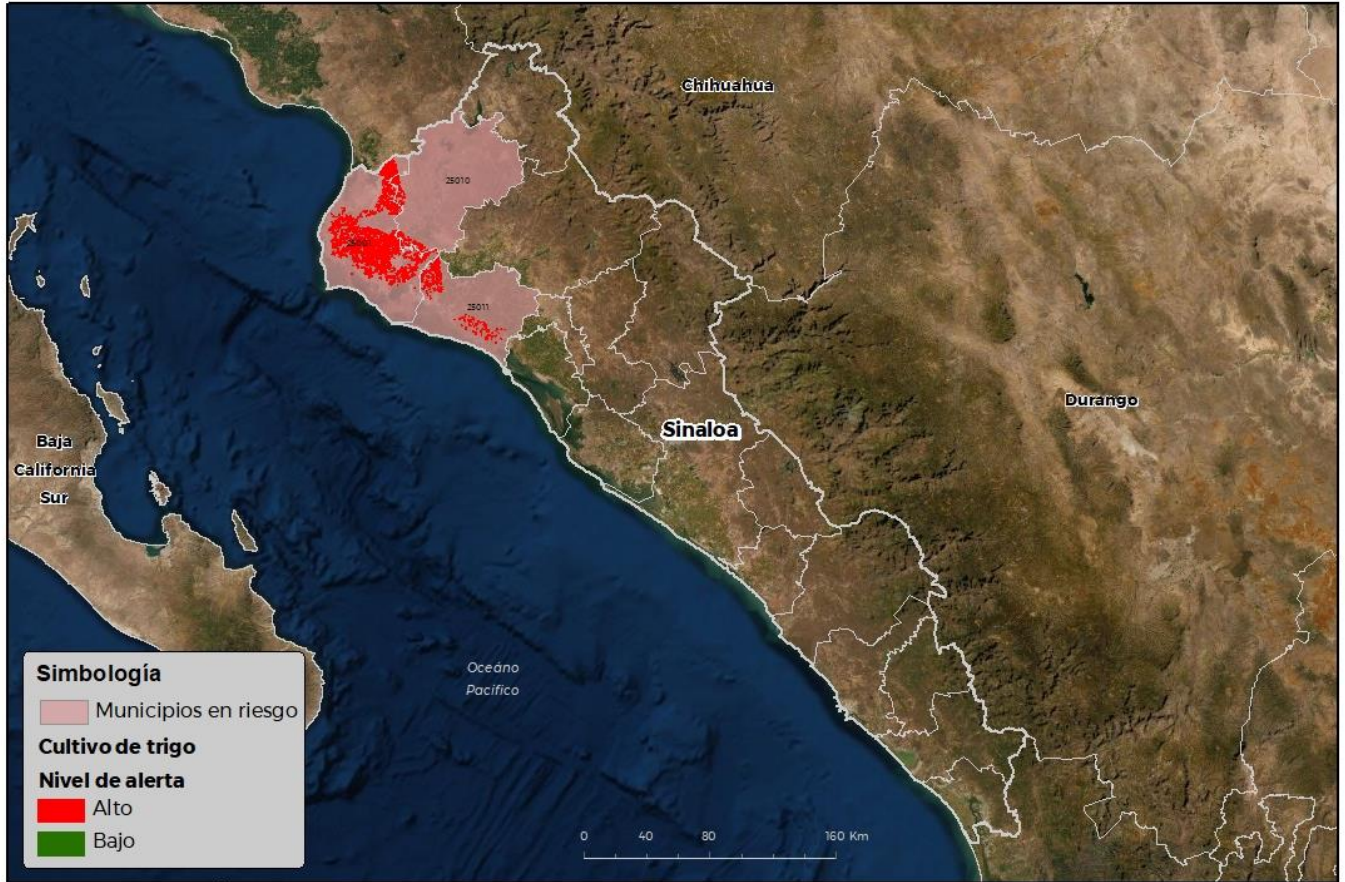 Chihuahua
25010
25011
Sinaloa
Durango
Baja
California
Sur
Oceáno
Pacífico
Simbología
Municipios en riesgo
Cultivo de trigo
Nivel de alerta
Alto
Bajo
0 40 80 160 Km